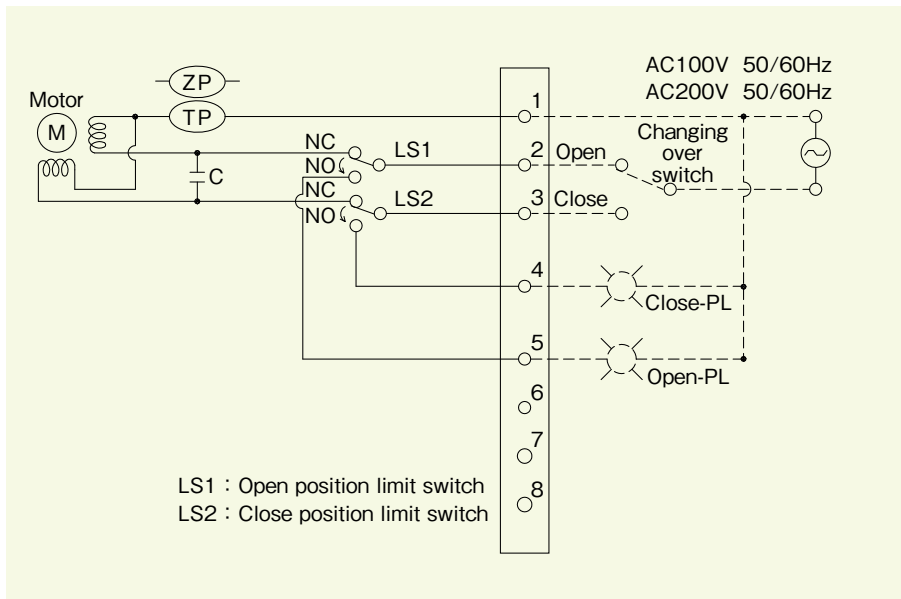 AC100V 50/60Hz
AC200V 50/60Hz
ZP
TP
Motor
M
1
Changing
over
switch
NC
LS1
2
Open
NO
C
NC
LS2
3
Close
NO
4
Close-PL
5
Open-PL
6
7
8
LS1 : Open position limit switch
LS2 : Close position limit switch